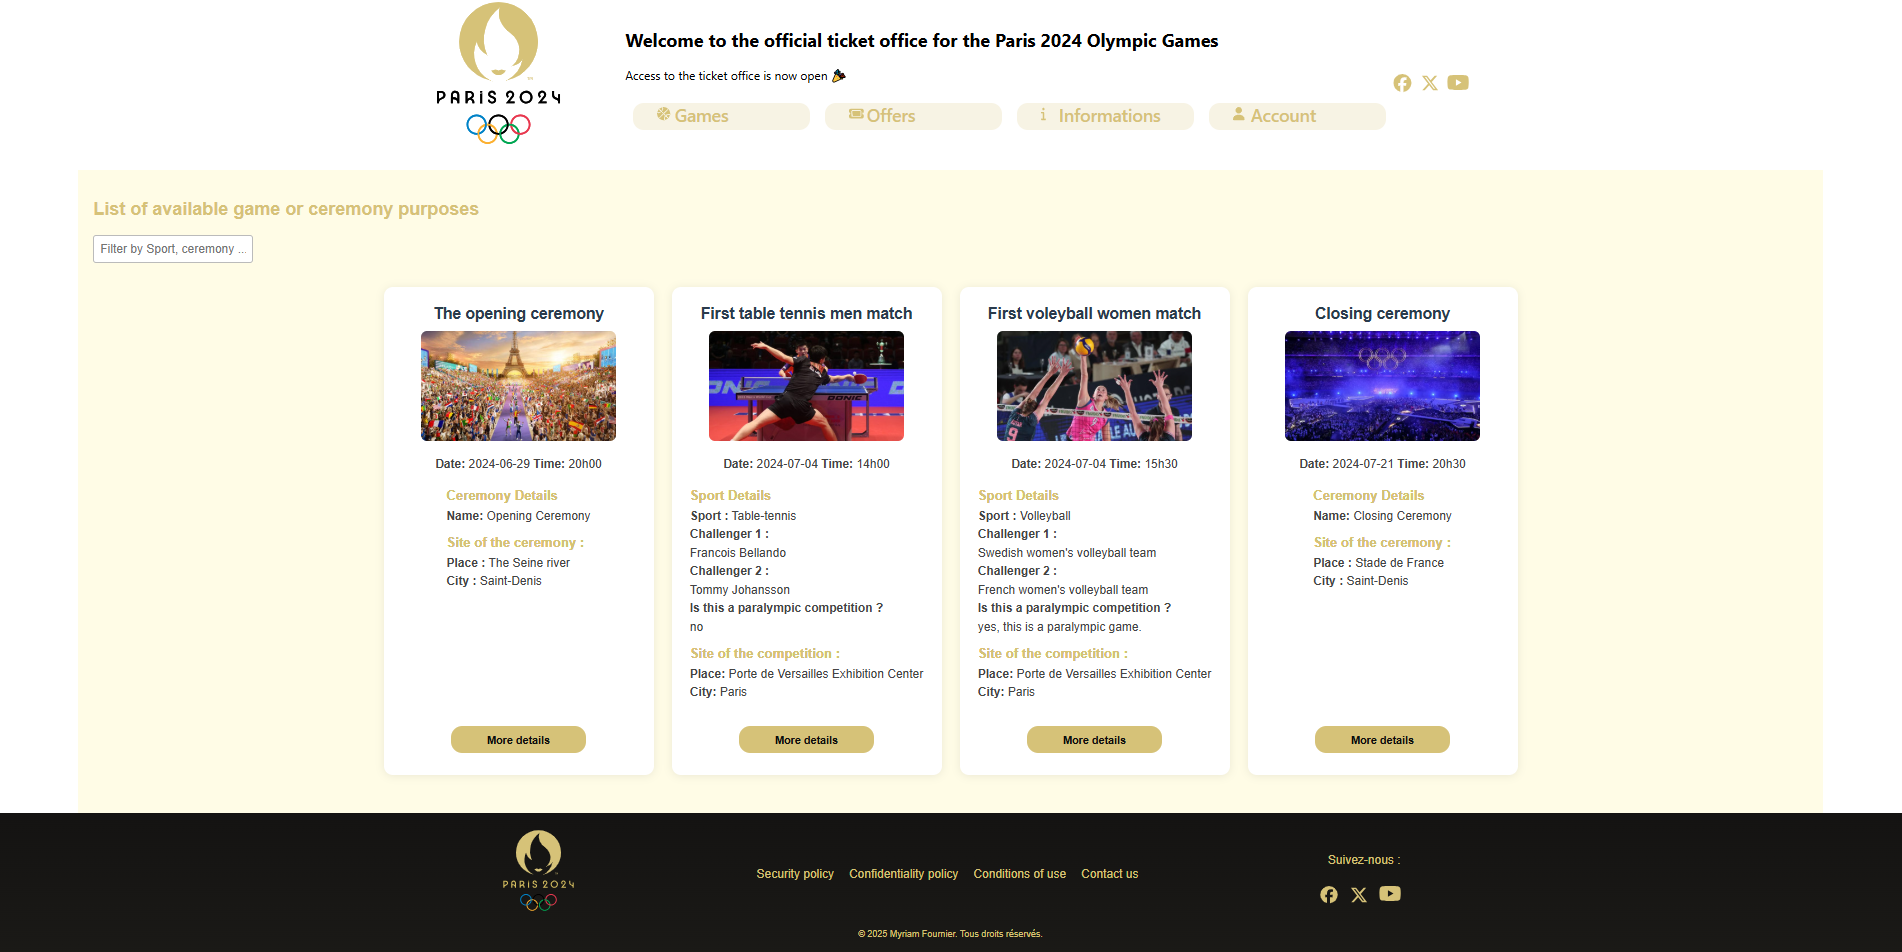 PARIS 2024
Welcome to the official ticket office for the Paris 2024 Olympic Games
Access to the ticket office is now open
Games
Offers
Informations
Account
List of available game or ceremony purposes
Filter by Sport, ceremony ...
The opening ceremony
Date: 2024-06-29 Time: 20h00
Ceremony Details
Name: Opening Ceremony
Site of the ceremony :
Place : The Seine river
City : Saint-Denis
More details
First table tennis men match
DONIC
Date: 2024-07-04 Time: 14h00
Sport Details
Sport : Table-tennis
Challenger 1 :
Francois Bellando
Challenger 2 :
Tommy Johansson
Is this a paralympic competition ?
no
Site of the competition :
Place: Porte de Versailles Exhibition Center
City: Paris
More details
First voleyball women match
9
Date: 2024-07-04 Time: 15h30
Sport Details
Sport : Volleyball
Challenger 1 :
Swedish women's volleyball team
Challenger 2 :
French women's volleyball team
Is this a paralympic competition ?
yes, this is a paralympic game.
Site of the competition :
Place: Porte de Versailles Exhibition Center
City: Paris
More details
Closing ceremony
Date: 2024-07-21 Time: 20h30
Ceremony Details
Name: Closing Ceremony
Site of the ceremony :
Place : Stade de France
City : Saint-Denis
More details
PARIS 2024
Security policy
Confidentiality policy
Conditions of use
Contact us
Suivez-nous :
© 2025 Myriam Fournier. Tous droits réservés.